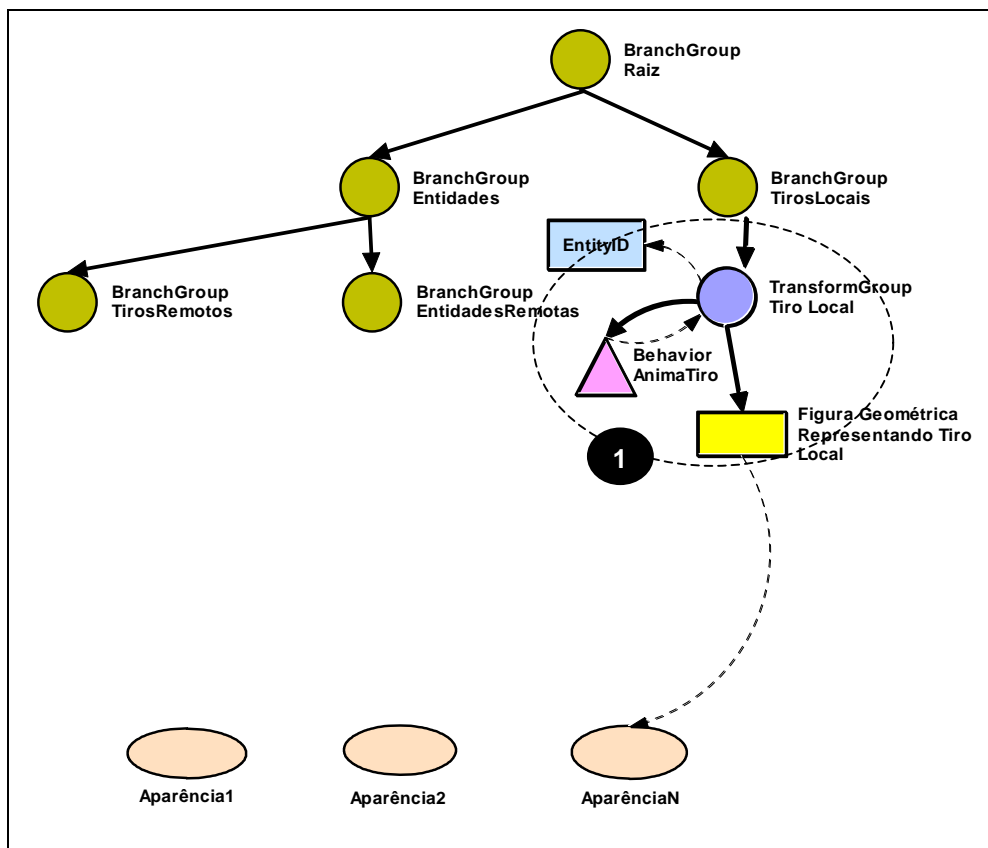 BranchGroup
Raiz
BranchGroup
Entidades
BranchGroup
TirosLocais
EntityID
BranchGroup
TirosRemotos
BranchGroup
EntidadesRemotas
TransformGroup
Tiro Local
Behavior
AnimaTiro
Figura Geométrica
Representando Tiro
Local
1
Aparência1
Aparência2
AparênciaN